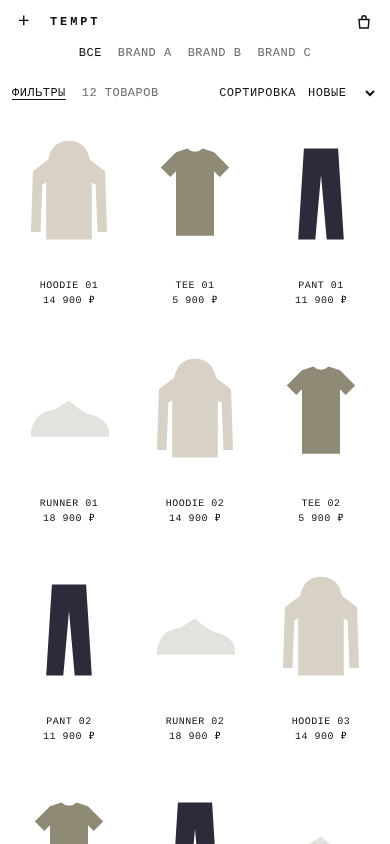 + TEMPT
ВСЕ BRAND A BRAND B BRAND C
ФИЛЬТРЫ 12 ТОВАРОВ СОРТИРОВКА НОВЫЕ
HOODIE 01 TEE 01 PANT 01
14 900 ₽ 5 900 ₽ 11 900 ₽
RUNNER 01 HOODIE 02 TEE 02
18 900 ₽ 14 900 ₽ 5 900 ₽
PANT 02 RUNNER 02 HOODIE 03
11 900 ₽ 18 900 ₽ 14 900 ₽